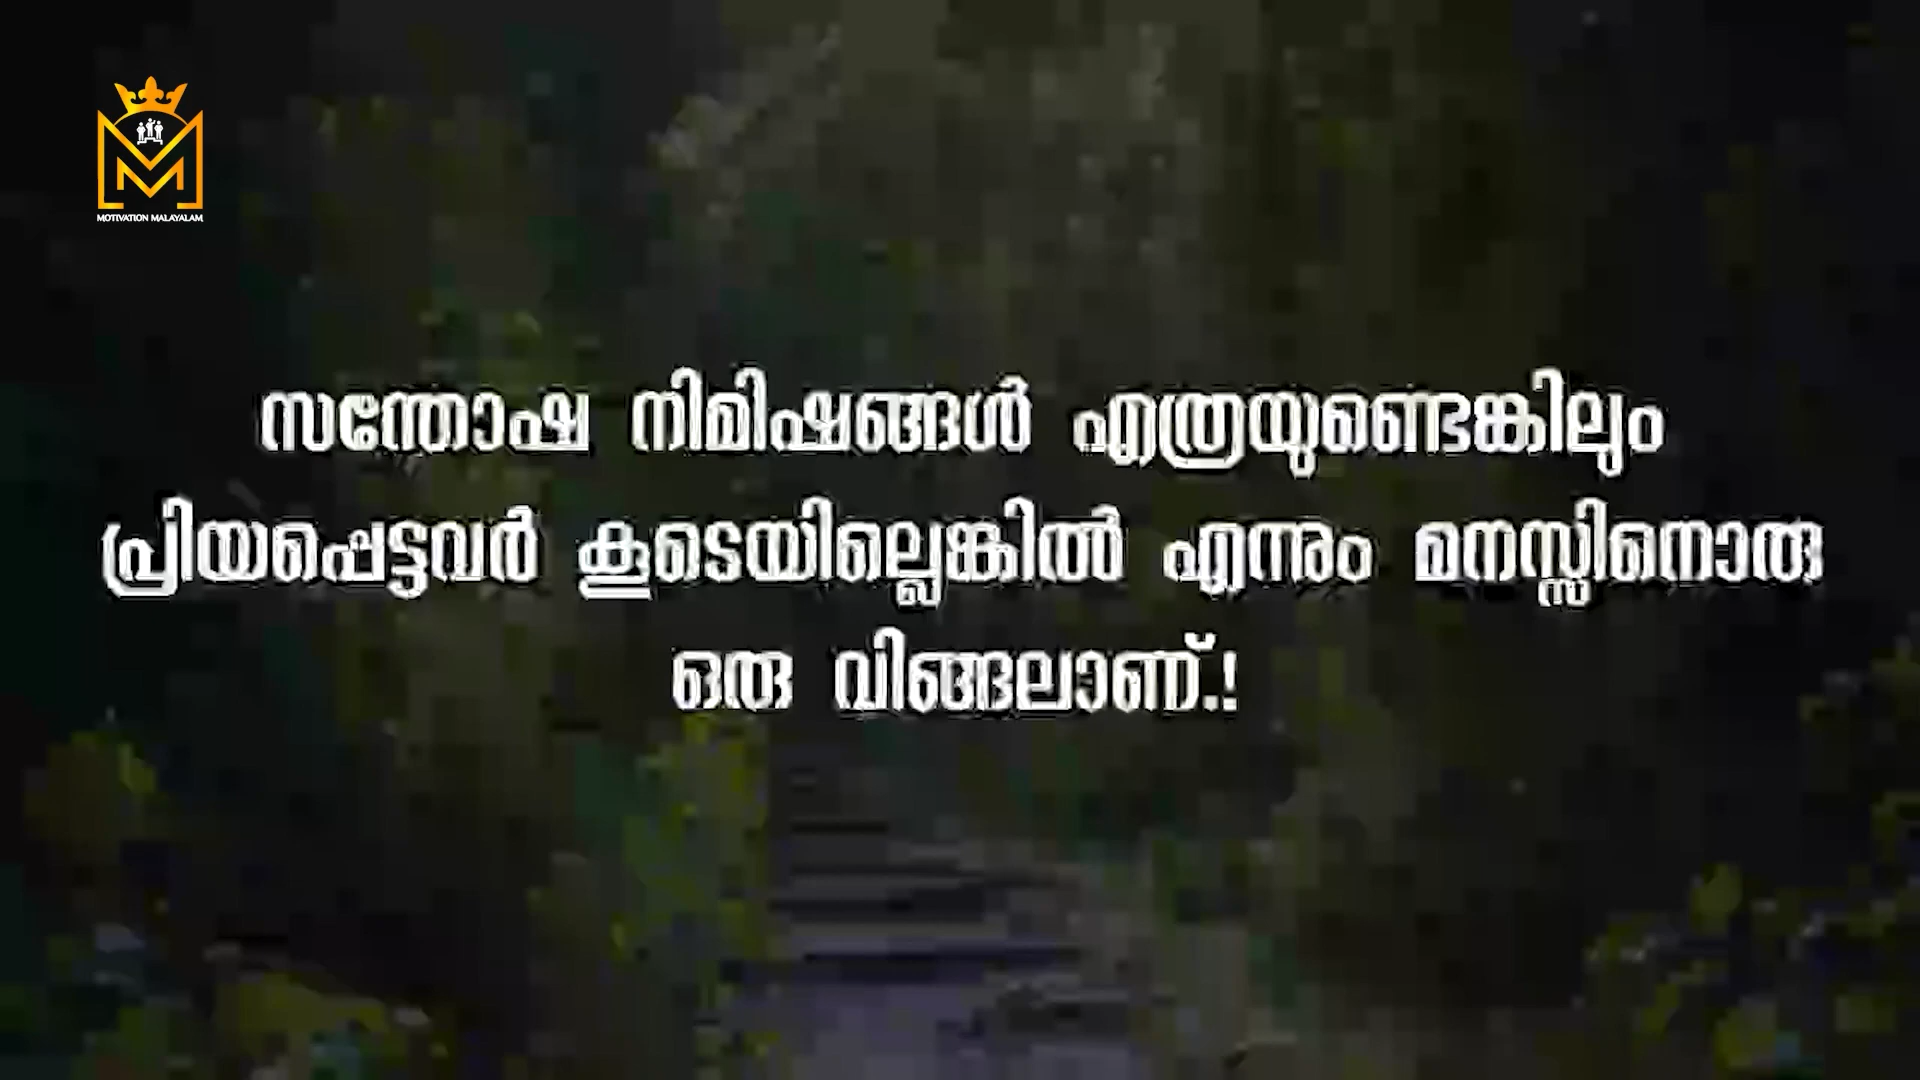 MOTIVATION MALAYALAM
സന്തോഷ നിമിഷങ്ങൾ എത്രയുണ്ടെങ്കിലും
പ്രിയപ്പെട്ടവർ കൂടെയില്ലെങ്കിൽ എന്നും മനസ്സിനൊരു
ഒരു വിങ്ങലാണ്.!